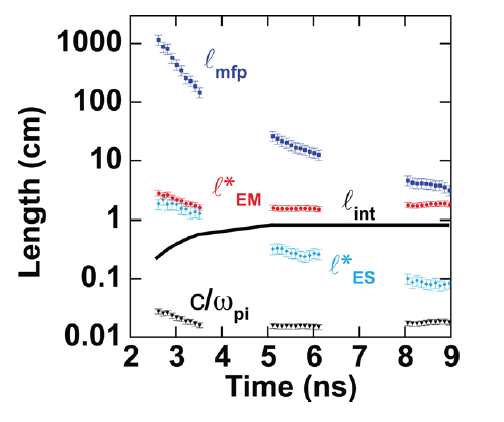 1000
100
10
1
0.1
0.01
Length (cm)
ℓmfp
ℓ*EM
ℓint
ℓ*ES
C/ωpi
2 3 4 5 6 7 8 9
Time (ns)